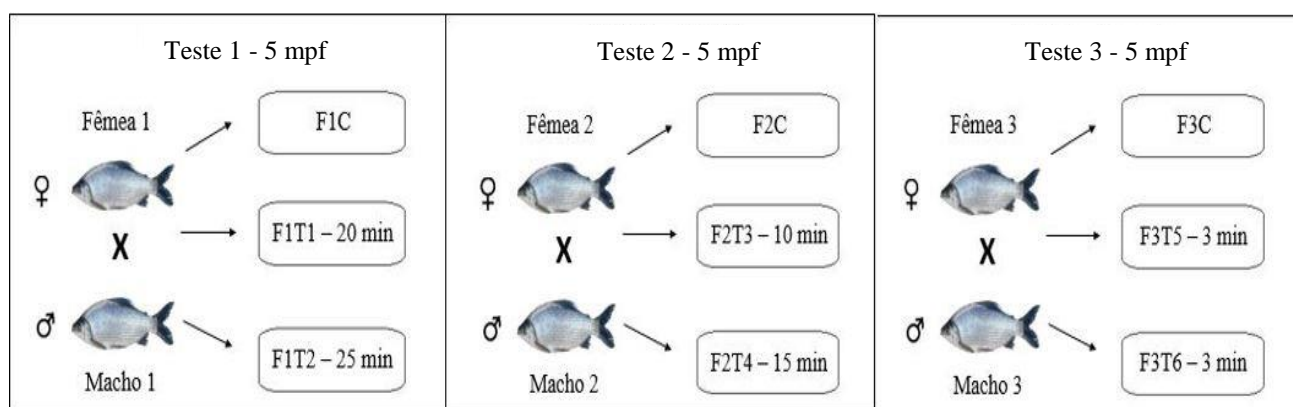 Teste 1 - 5 mpf
Fêmea 1
F1C
♀
F1T1 – 20 min
X
♂
F1T2 – 25 min
Macho 1
Teste 2 - 5 mpf
Fêmea 2
F2C
♀
F2T3 – 10 min
X
♂
F2T4 – 15 min
Macho 2
Teste 3 - 5 mpf
Fêmea 3
F3C
♀
F3T5 – 3 min
X
♂
F3T6 – 3 min
Macho 3